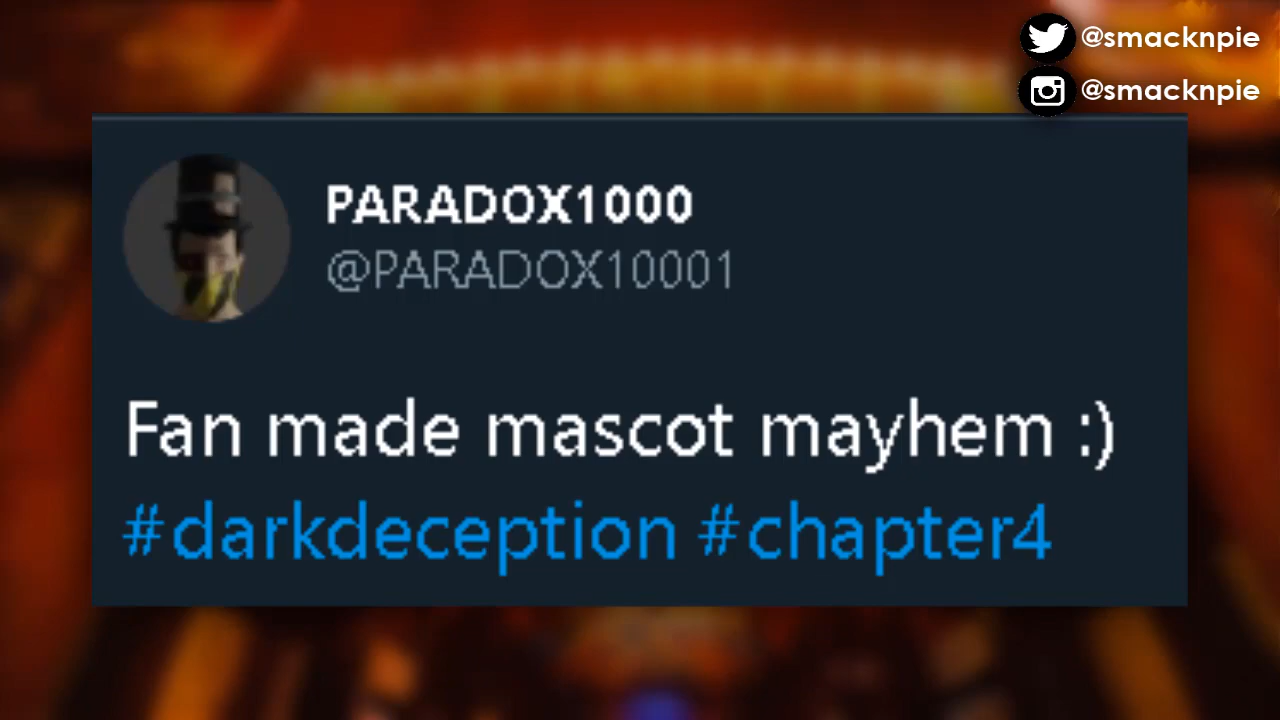 @smacknpie
@smacknpie
PARADOX1000
@PARADOX10001
Fan made mascot mayhem :)
#darkdeception #chapter4